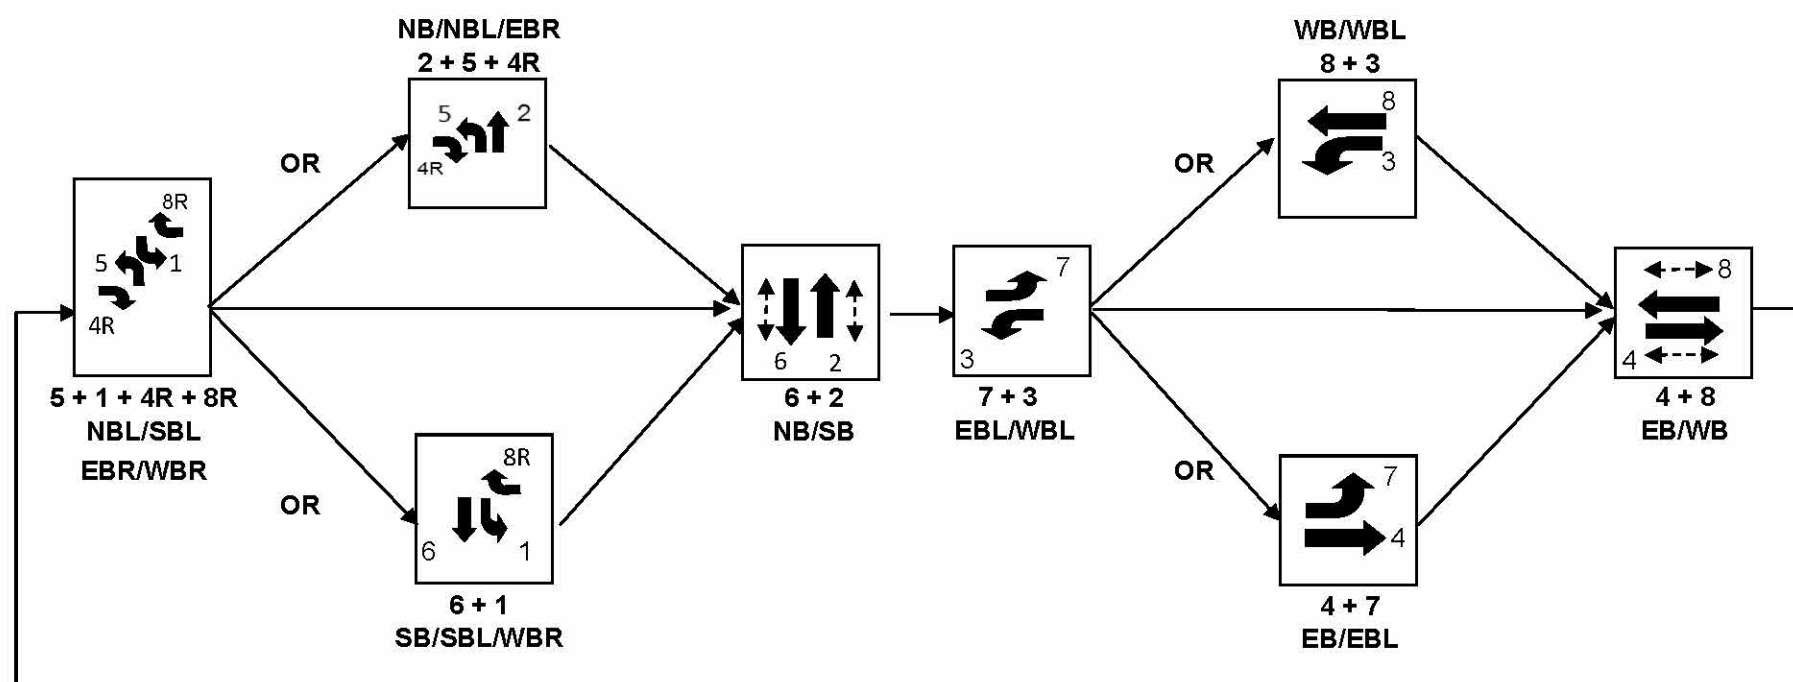 NB/NBL/EBR
2 + 5 + 4R
5
2
4R
OR
8R
5
1
4R
5 + 1 + 4R + 8R
NBL/SBL
EBR/WBR
OR
8R
6
1
6 + 1
SB/SBL/WBR
6
2
6 + 2
NB/SB
7
3
7 + 3
EBL/WBL
WB/WBL
8 + 3
8
3
OR
OR
7
4
4 + 7
EB/EBL
8
4
4 + 8
EB/WB